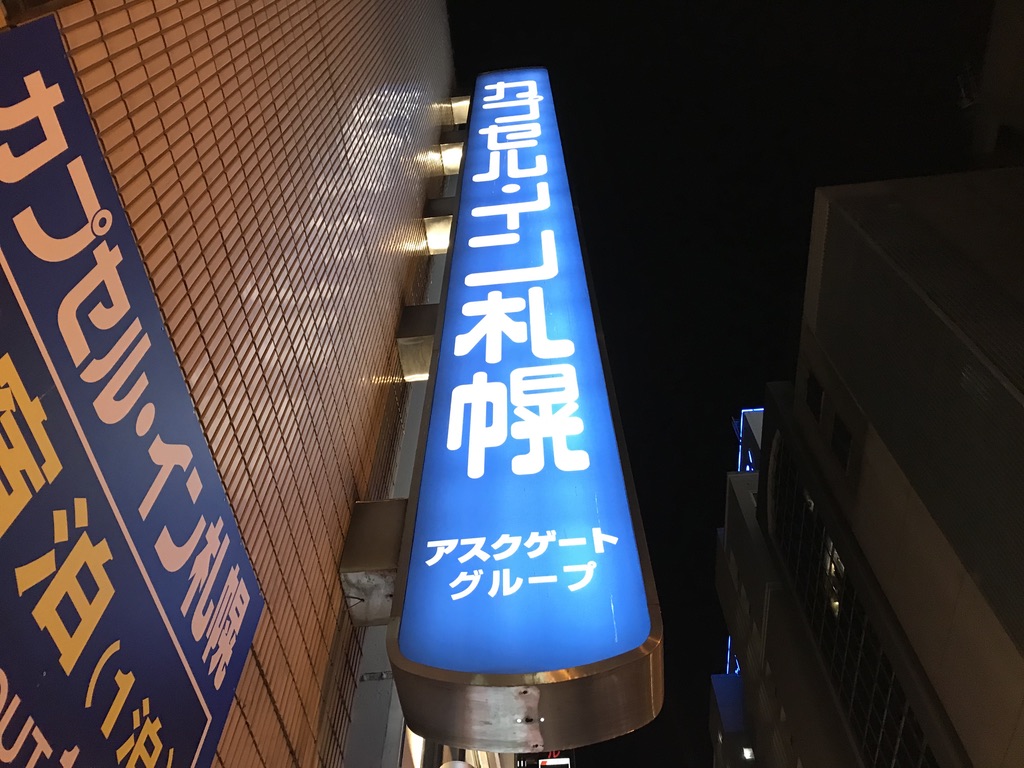 カプセル・イン札幌
アスクゲート
グループ
カプセル・イン札幌
宿泊(1泊)
OUT